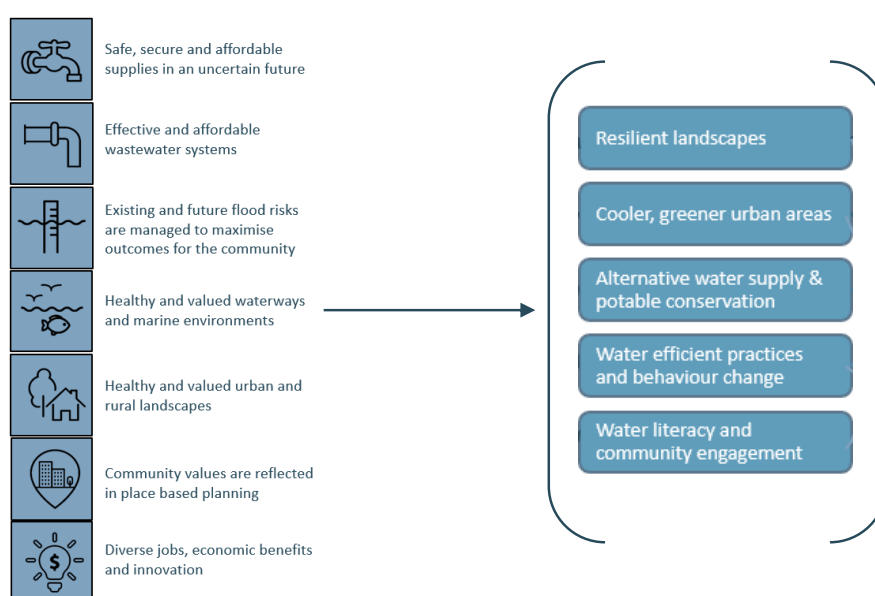 Safe, secure and affordable
supplies in an uncertain future
Effective and affordable
wastewater systems
Existing and future flood risks
are managed to maximise
outcomes for the community
Healthy and valued waterways
and marine environments
Healthy and valued urban and
rural landscapes
Community values are reflected
in place based planning
$
Diverse jobs, economic benefits
and innovation
Resilient landscapes
Cooler, greener urban areas
Alternative water supply &
potable conservation
Water efficient practices
and behaviour change
Water literacy and
community engagement